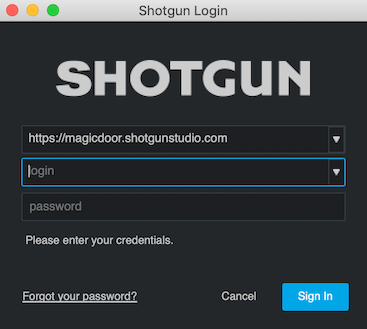 Shotgun Login
SHOTGUN
https://magicdoor.shotgunstudio.com
login
password
Please enter your credentials.
Forgot your password?
Cancel
Sign In